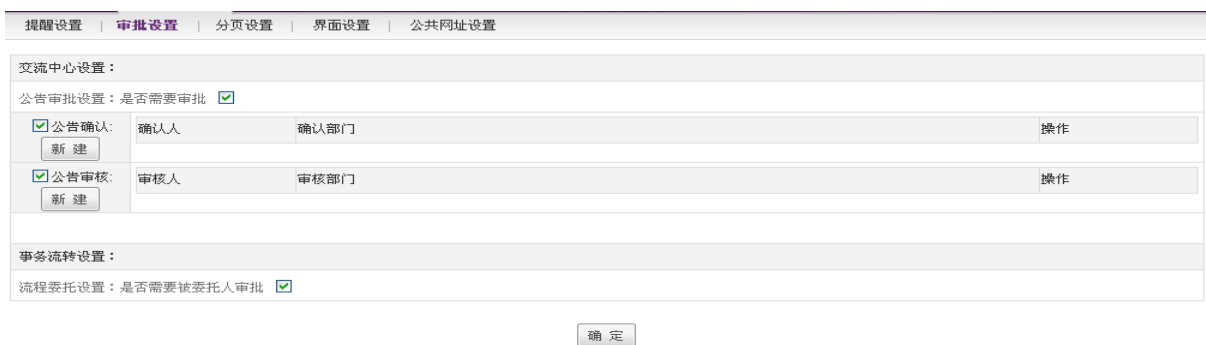 提醒设置 | 审批设置 | 分页设置 | 界面设置 | 公共网址设置
交流中心设置：
公告审批设置：是否需要审批
公告确认: 确认人 确认部门 操作
新 建
公告审核: 审核人 审核部门 操作
新 建
事务流转设置：
流程委托设置：是否需要被委托人审批
确 定